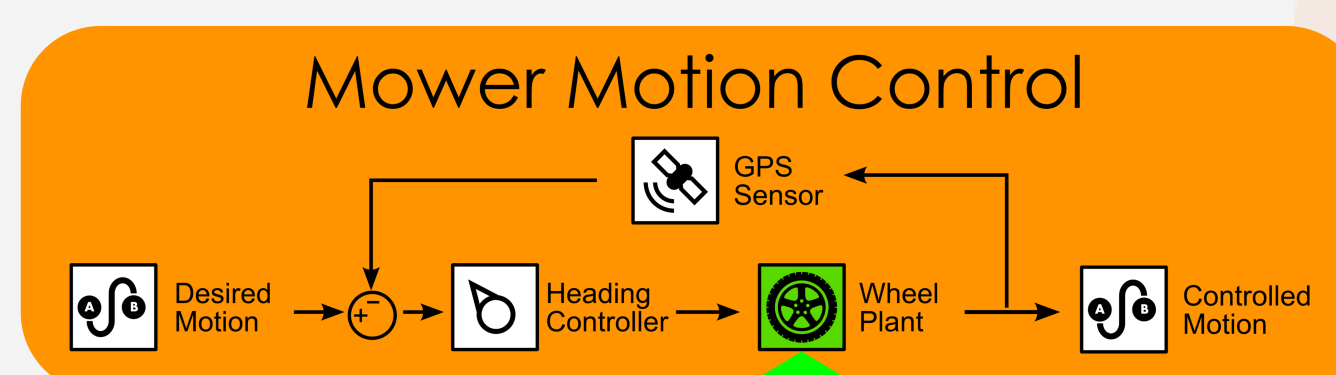 Mower Motion Control
GPS
Sensor
Desired
Motion
A B
−
+
Heading
Controller
Wheel
Plant
A B
Controlled
Motion